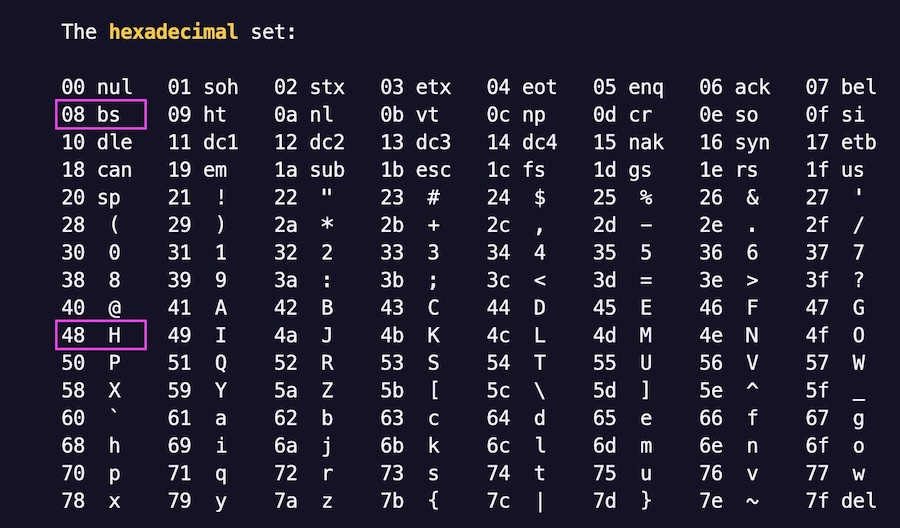 The hexadecimal set:
00 nul 01 soh 02 stx 03 etx 04 eot 05 enq 06 ack 07 bel
08 bs 09 ht 0a nl 0b vt 0c np 0d cr 0e so 0f si
10 dle 11 dc1 12 dc2 13 dc3 14 dc4 15 nak 16 syn 17 etb
18 can 19 em 1a sub 1b esc 1c fs 1d gs 1e rs 1f us
20 sp 21 ! 22 " 23 # 24 $ 25 % 26 & 27 '
28 ( 29 ) 2a * 2b + 2c , 2d - 2e . 2f /
30 0 31 1 32 2 33 3 34 4 35 5 36 6 37 7
38 8 39 9 3a : 3b ; 3c < 3d = 3e > 3f ?
40 @ 41 A 42 B 43 C 44 D 45 E 46 F 47 G
48 H 49 I 4a J 4b K 4c L 4d M 4e N 4f O
50 P 51 Q 52 R 53 S 54 T 55 U 56 V 57 W
58 X 59 Y 5a Z 5b [ 5c \ 5d ] 5e ^ 5f _
60 ` 61 a 62 b 63 c 64 d 65 e 66 f 67 g
68 h 69 i 6a j 6b k 6c l 6d m 6e n 6f o
70 p 71 q 72 r 73 s 74 t 75 u 76 v 77 w
78 x 79 y 7a z 7b { 7c | 7d } 7e ~ 7f del